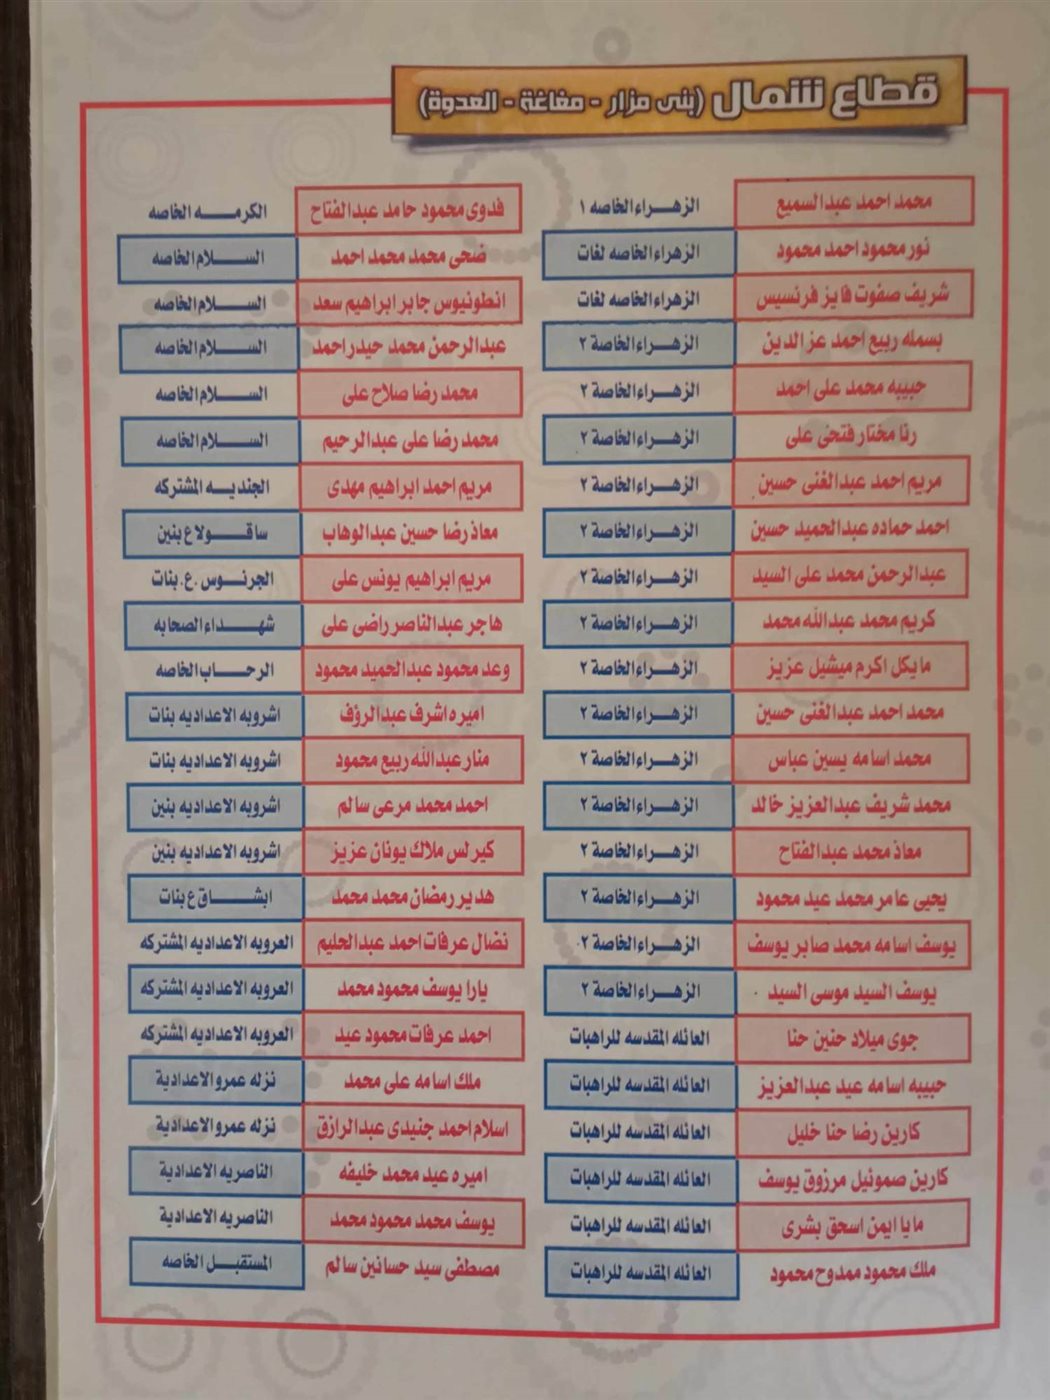 قطاع شمال (بنى مزار - مغاغة - العدوة)
محمد احمد عبدالسميع الزهراء الخاصه ١
نور محمود احمد محمود الزهراء الخاصه لغات
شريف صفوت فايز فرنسيس الزهراء الخاصه لغات
بسمله ربيع احمد عز الدين الزهراء الخاصة ٢
حبيبه محمد على احمد الزهراء الخاصة ٢
رنا مختار فتحى على الزهراء الخاصة ٢
مريم احمد عبدالغنى حسين الزهراء الخاصة ٢
احمد حماده عبدالحميد حسين الزهراء الخاصة ٢
عبدالرحمن محمد على السيد الزهراء الخاصة ٢
كريم محمد عبدالله محمد الزهراء الخاصة ٢
مايكل اكرم ميشيل عزيز الزهراء الخاصة ٢
محمد احمد عبدالغنى حسين الزهراء الخاصة ٢
محمد اسامه يسين عباس الزهراء الخاصة ٢
محمد شريف عبدالعزيز خالد الزهراء الخاصة ٢
معاذ محمد عبدالفتاح الزهراء الخاصة ٢
يحيى عامر محمد عيد محمود الزهراء الخاصة ٢
يوسف اسامه محمد صابر يوسف الزهراء الخاصة ٢
يوسف السيد موسى السيد الزهراء الخاصة ٢
جوى ميلاد حنين حنا العائله المقدسه للراهبات
حبيبه اسامه عيد عبدالعزيز العائله المقدسه للراهبات
كارين رضا حنا خليل العائله المقدسه للراهبات
كارين صموئيل مرزوق يوسف العائله المقدسه للراهبات
مايا ايمن اسحق بشرى العائله المقدسه للراهبات
ملك محمود ممدوح محمود العائله المقدسه للراهبات
فدوى محمود حامد عبدالفتاح الكرمه الخاصه
ضحى محمد محمد احمد السلام الخاصه
انطونيوس جابر ابراهيم سعد السلام الخاصه
عبدالرحمن محمد حيدر احمد السلام الخاصه
محمد رضا صلاح على السلام الخاصه
محمد رضا على عبدالرحيم السلام الخاصه
مريم احمد ابراهيم مهدى الجنديه المشتركه
معاذ رضا حسين عبدالوهاب ساقولا ع بنين
مريم ابراهيم يونس على الجرنوس .ع. بنات
هاجر عبدالناصر راضى على شهداء الصحابه
وعد محمود عبدالحميد محمود الرحاب الخاصه
اميره اشرف عبدالرؤف اشروبه الاعداديه بنات
منار عبدالله ربيع محمود اشروبه الاعداديه بنات
احمد محمد مرعى سالم اشروبه الاعداديه بنين
كيرلس ملاك يونان عزيز اشروبه الاعداديه بنين
هدير رمضان محمد محمد ابشاق ع بنات
نضال عرفات احمد عبدالحليم العروبه الاعداديه المشتركه
يارا يوسف محمود محمد العروبه الاعداديه المشتركه
احمد عرفات محمود عيد العروبه الاعداديه المشتركه
ملك اسامه على محمد نزله عمرو الاعدادية
اسلام احمد جنيدى عبدالرازق نزله عمرو الاعدادية
اميره عيد محمد خليفه الناصريه الاعدادية
يوسف محمد محمود محمد الناصريه الاعدادية
مصطفى سيد حسانين سالم المستقبل الخاصه